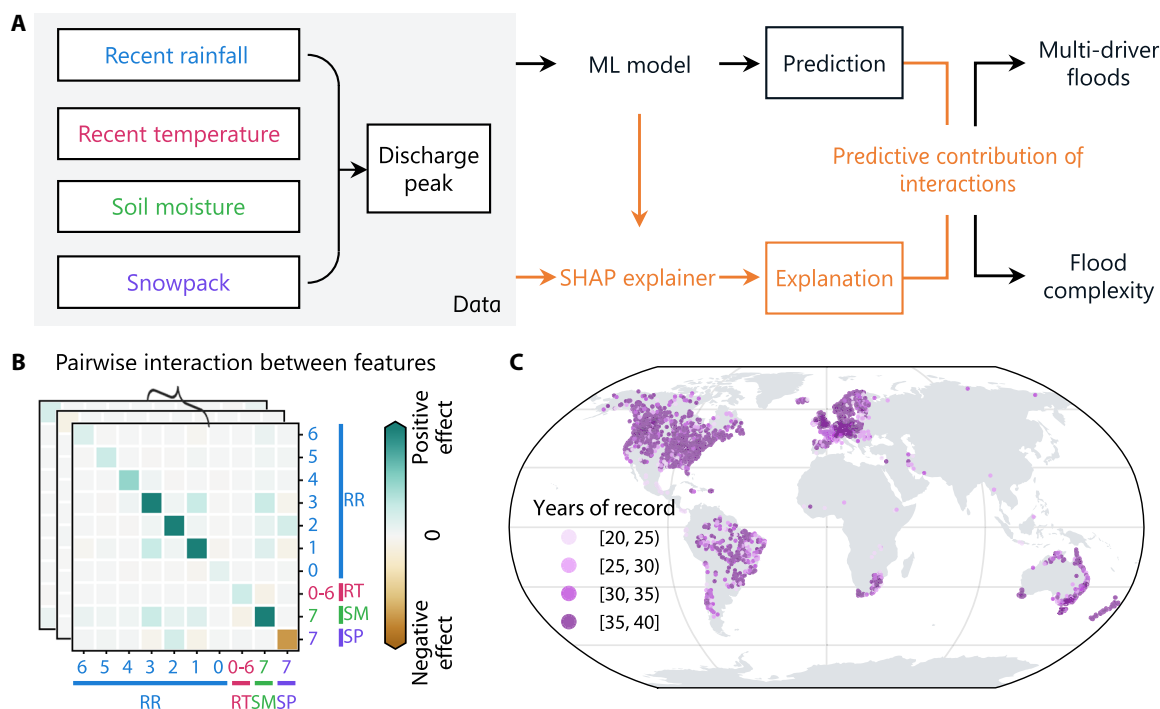 A
Recent rainfall
Recent temperature
Soil moisture
Snowpack
Discharge
peak
Data
ML model
Prediction
SHAP explainer
Explanation
Predictive contribution of
interactions
Multi-driver
floods
Flood
complexity
B
Pairwise interaction between features
6
5
4
3
2
1
0
0-6
7
7
RR
RT
SM
SP
6 5 4 3 2 1 0 0-6 7 7
RR RT SM SP
Positive
effect
0
Negative
effect
C
Years of record
[20, 25)
[25, 30)
[30, 35)
[35, 40]